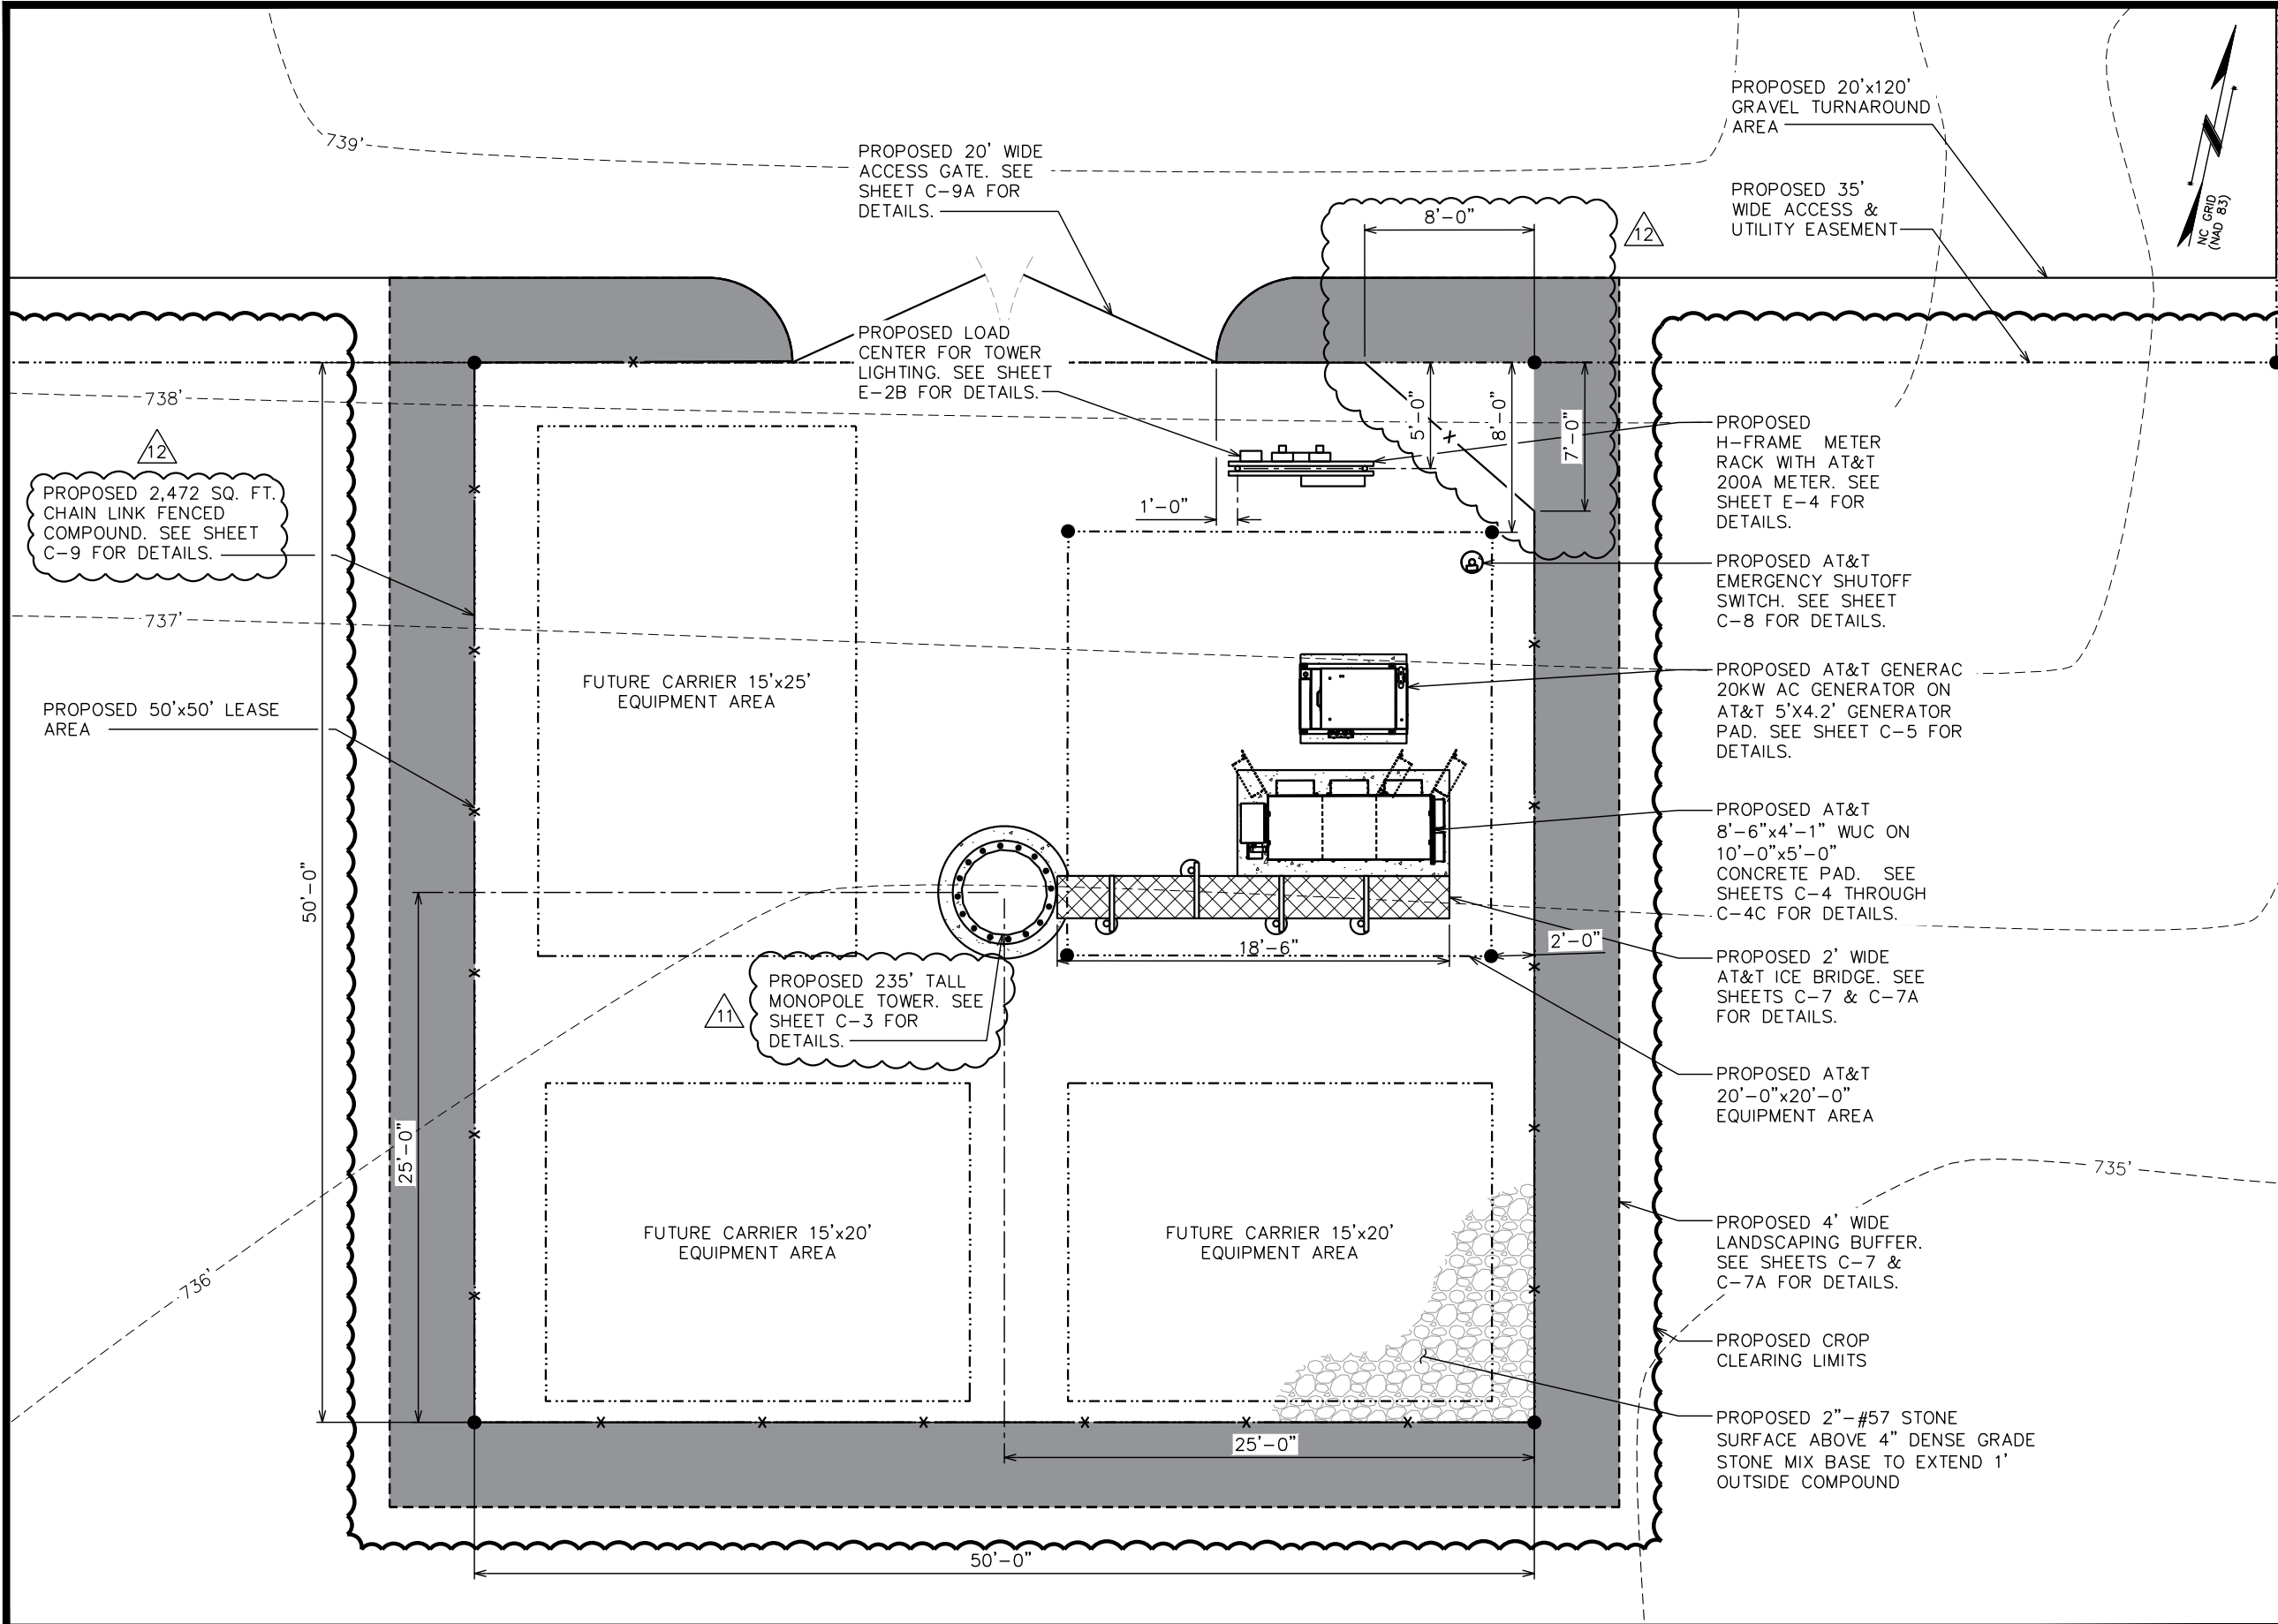 PROPOSED 20'x120'
GRAVEL TURNAROUND
AREA
PROPOSED 35'
WIDE ACCESS &
UTILITY EASEMENT
NC GRID
(NAD 83)
739'
PROPOSED 20' WIDE
ACCESS GATE. SEE
SHEET C-9A FOR
DETAILS.
8'-0"
12
PROPOSED LOAD
CENTER FOR TOWER
LIGHTING. SEE SHEET
E-2B FOR DETAILS.
738'
12
PROPOSED 2,472 SQ. FT.
CHAIN LINK FENCED
COMPOUND. SEE SHEET
C-9 FOR DETAILS.
5'-0"
8'-0"
7'-0"
1'-0"
PROPOSED
H-FRAME METER
RACK WITH AT&T
200A METER. SEE
SHEET E-4 FOR
DETAILS.
PROPOSED AT&T
EMERGENCY SHUTOFF
SWITCH. SEE SHEET
C-8 FOR DETAILS.
737'
PROPOSED 50'x50' LEASE
AREA
FUTURE CARRIER 15'x25'
EQUIPMENT AREA
PROPOSED AT&T GENERAC
20KW AC GENERATOR ON
AT&T 5'X4.2' GENERATOR
PAD. SEE SHEET C-5 FOR
DETAILS.
PROPOSED AT&T
8'-6"x4'-1" WUC ON
10'-0"x5'-0"
CONCRETE PAD. SEE
SHEETS C-4 THROUGH
C-4C FOR DETAILS.
50'-0"
18'-6"
2'-0"
PROPOSED 2' WIDE
AT&T ICE BRIDGE. SEE
SHEETS C-7 & C-7A
FOR DETAILS.
11
PROPOSED 235' TALL
MONOPOLE TOWER. SEE
SHEET C-3 FOR
DETAILS.
PROPOSED AT&T
20'-0"x20'-0"
EQUIPMENT AREA
25'-0"
735'
736'
FUTURE CARRIER 15'x20'
EQUIPMENT AREA
FUTURE CARRIER 15'x20'
EQUIPMENT AREA
PROPOSED 4' WIDE
LANDSCAPING BUFFER.
SEE SHEETS C-7 &
C-7A FOR DETAILS.
PROPOSED CROP
CLEARING LIMITS
PROPOSED 2"-#57 STONE
SURFACE ABOVE 4" DENSE GRADE
STONE MIX BASE TO EXTEND 1'
OUTSIDE COMPOUND
25'-0"
50'-0"